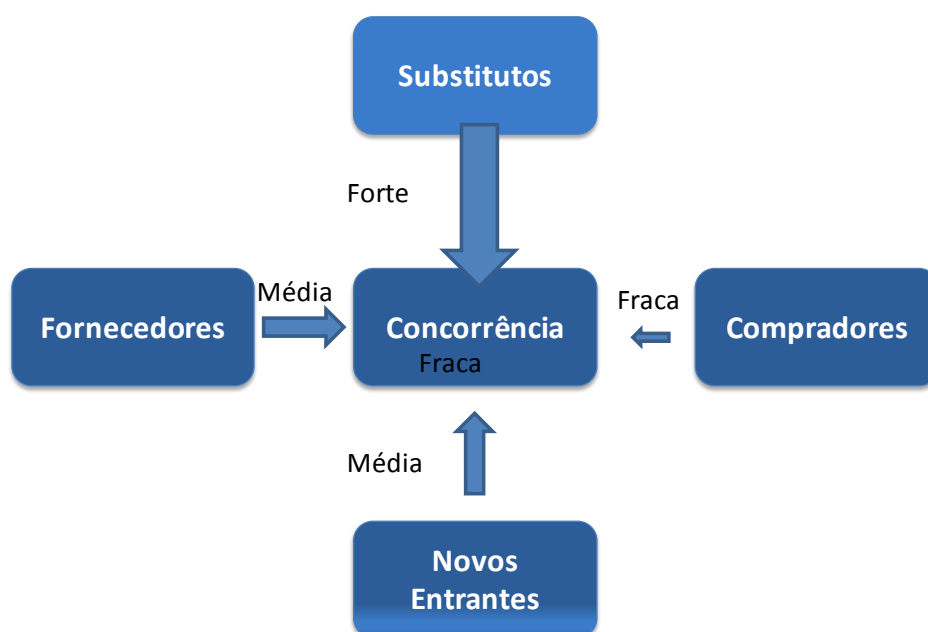 Substitutos
Forte
Média
Fraca
Fornecedores
Concorrência
Compradores
Fraca
Média
Novos
Entrantes